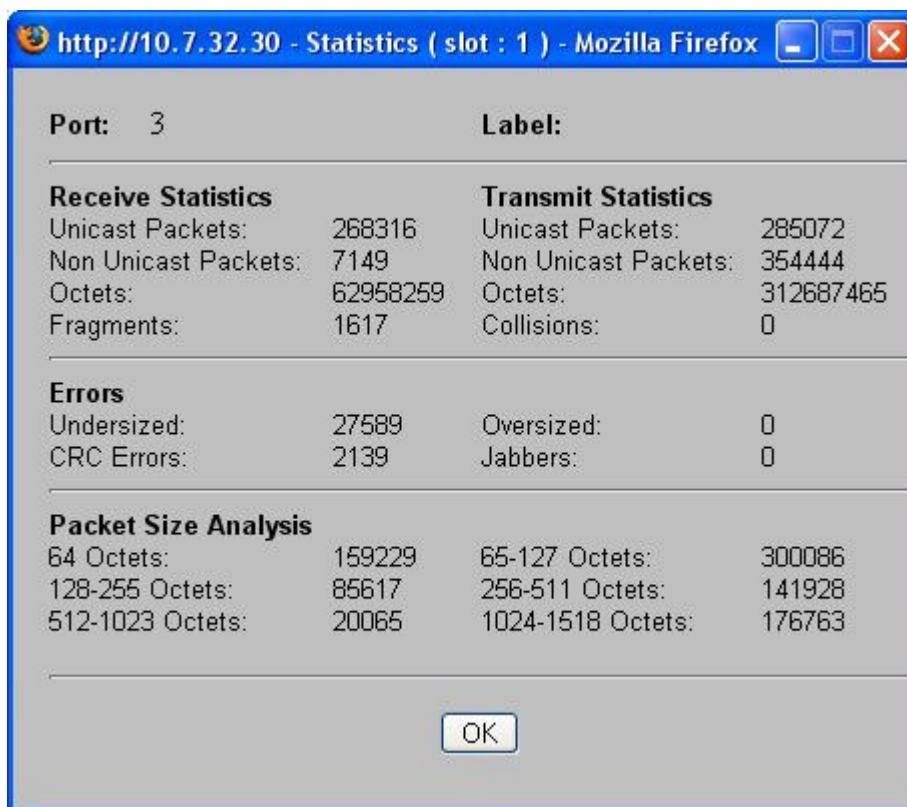 http://10.7.32.30 - Statistics ( slot : 1 ) - Mozilla Firefox
Port: 3 Label:
Receive Statistics Transmit Statistics
Unicast Packets: 268316 Unicast Packets: 285072
Non Unicast Packets: 7149 Non Unicast Packets: 354444
Octets: 62958259 Octets: 312687465
Fragments: 1617 Collisions: 0
Errors
Undersized: 27589 Oversized: 0
CRC Errors: 2139 Jabbers: 0
Packet Size Analysis
64 Octets: 159229 65-127 Octets: 300086
128-255 Octets: 85617 256-511 Octets: 141928
512-1023 Octets: 20065 1024-1518 Octets: 176763
OK